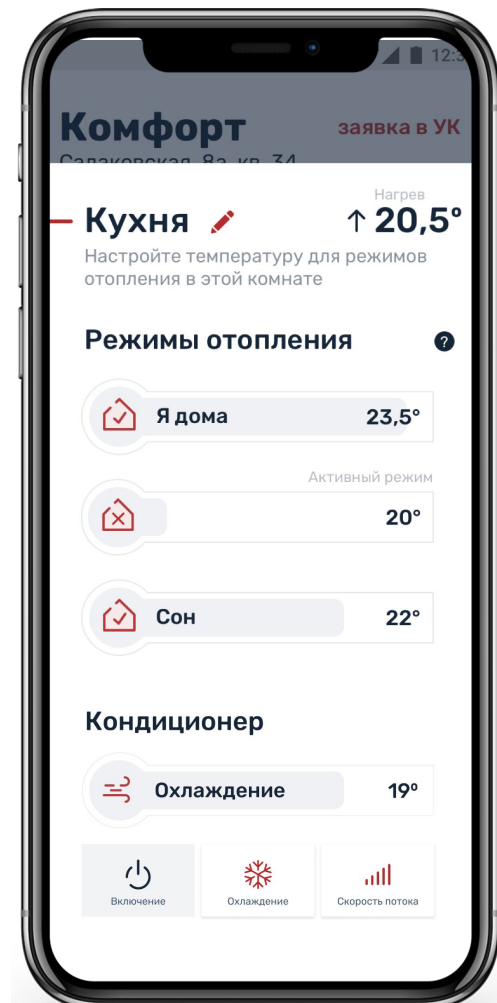 12:3
Комфорт
заявка в УК
Садаковская, 8а, кв. 34
Нагрев
Кухня
↑ 20,5°
Настройте температуру для режимов
отопления в этой комнате
Режимы отопления
?
Я дома
23,5°
Активный режим
20°
Сон
22°
Кондиционер
Охлаждение
19°
Включение
Охлаждение
Скорость потока